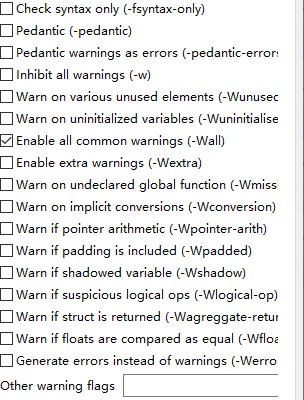 Check syntax only (-fsyntax-only)
Pedantic (-pedantic)
Pedantic warnings as errors (-pedantic-errors
Inhibit all warnings (-w)
Warn on various unused elements (-Wunused
Warn on uninitialized variables (-Wuninitialise
Enable all common warnings (-Wall)
Enable extra warnings (-Wextra)
Warn on undeclared global function (-Wmiss
Warn on implicit conversions (-Wconversion)
Warn if pointer arithmetic (-Wpointer-arith)
Warn if padding is included (-Wpadded)
Warn if shadowed variable (-Wshadow)
Warn if suspicious logical ops (-Wlogical-op)
Warn if struct is returned (-Wagreggate-retur
Warn if floats are compared as equal (-Wfloa
Generate errors instead of warnings (-Werro
Other warning flags